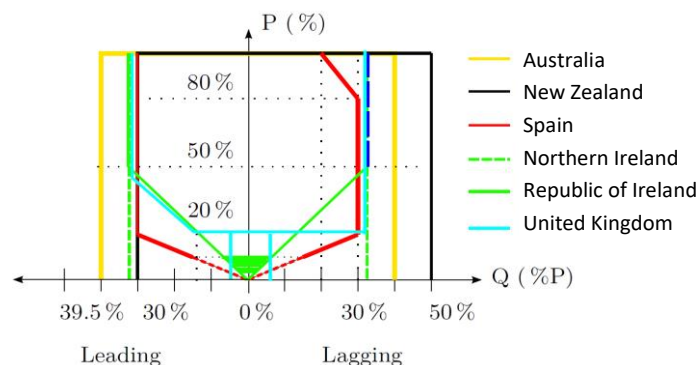 P (%)
80 %
50 %
20 %
Q (%P)
39.5 % 30 % 0 % 30 % 50 %
Leading Lagging
Australia
New Zealand
Spain
Northern Ireland
Republic of Ireland
United Kingdom